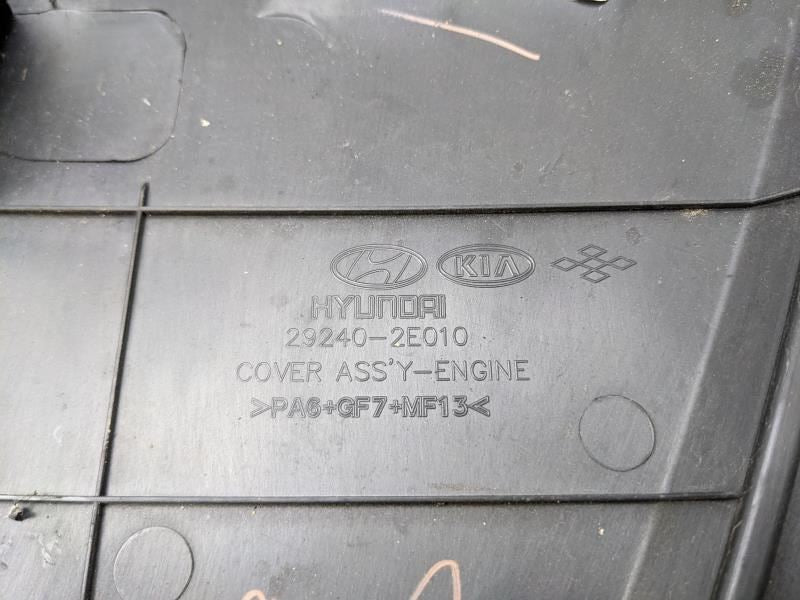 KIA
HYUNDAI
29240-2E010
COVER ASS'Y-ENGINE
>PA6+GF7+MF13<